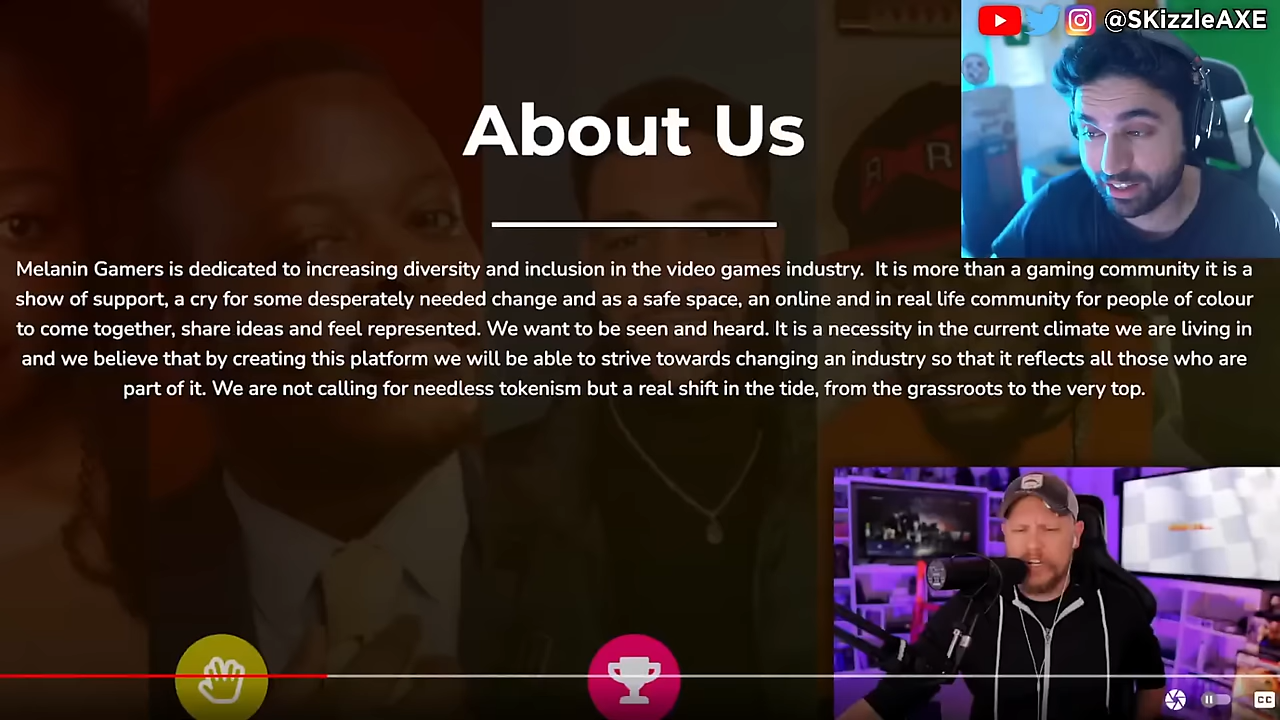 @SKizzleAXE
About Us
Melanin Gamers is dedicated to increasing diversity and inclusion in the video games industry.  It is more than a gaming community it is a
show of support, a cry for some desperately needed change and as a safe space, an online and in real life community for people of colour
to come together, share ideas and feel represented. We want to be seen and heard. It is a necessity in the current climate we are living in
and we believe that by creating this platform we will be able to strive towards changing an industry so that it reflects all those who are
part of it. We are not calling for needless tokenism but a real shift in the tide, from the grassroots to the very top.
CC